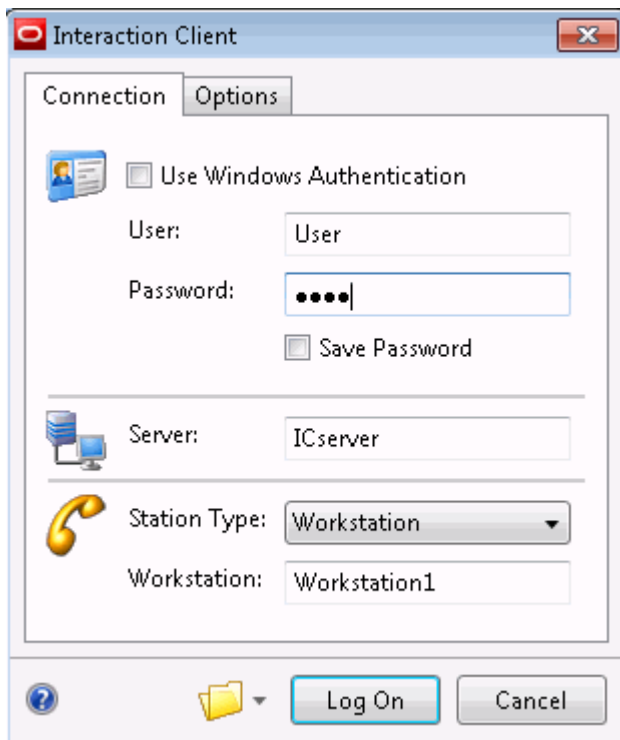 Interaction Client
Connection Options
Use Windows Authentication
User: User
Password: ••••
Save Password
Server: ICserver
Station Type: Workstation
Workstation: Workstation1
Log On Cancel